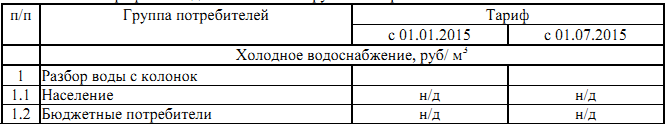 п/п Группа потребителей Тариф
с 01.01.2015 с 01.07.2015
Холодное водоснабжение, руб/ м³
1 Разбор воды с колонок
1.1 Население н/д н/д
1.2 Бюджетные потребители н/д н/д